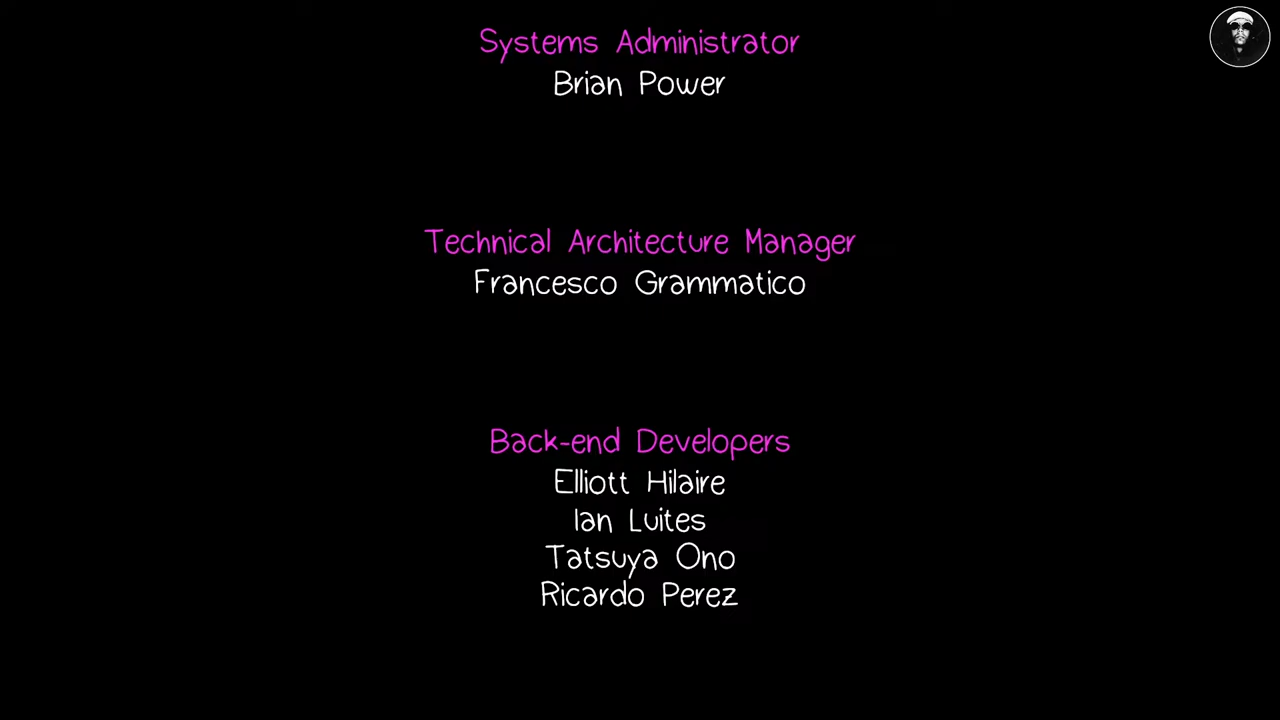 Systems Administrator
Brian Power
Technical Architecture Manager
Francesco Grammatico
Back-end Developers
Elliott Hilaire
Ian Luites
Tatsuya Ono
Ricardo Perez